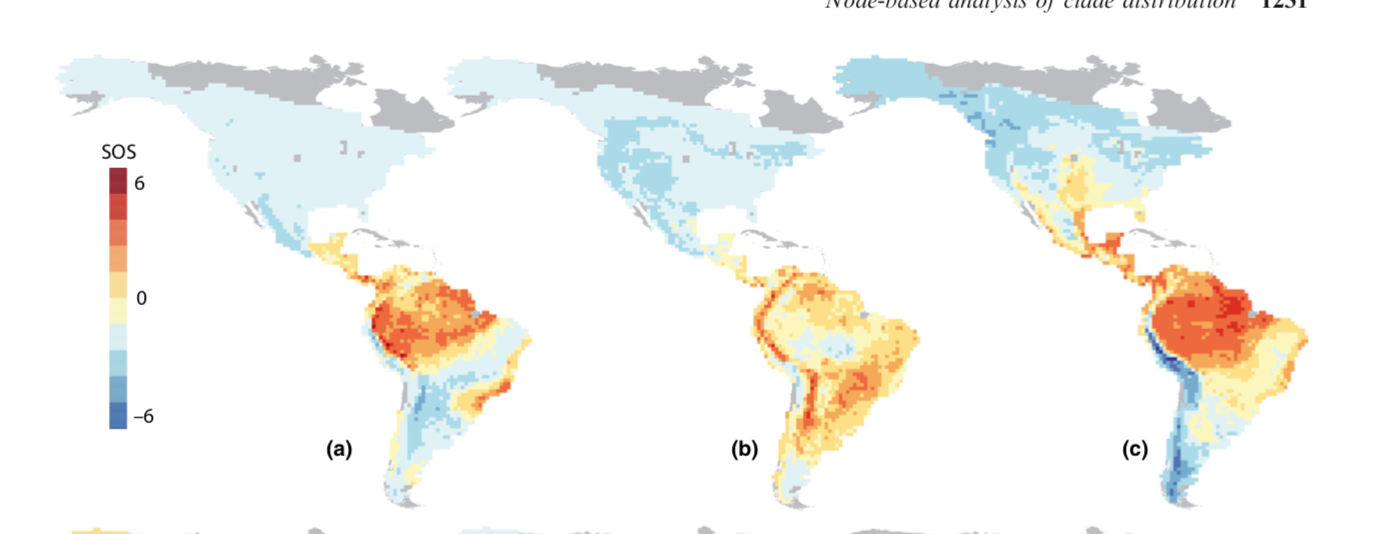 Node-based analysis of clade distribution 1231
SOS
6
0
–6
(a)
(b)
(c)